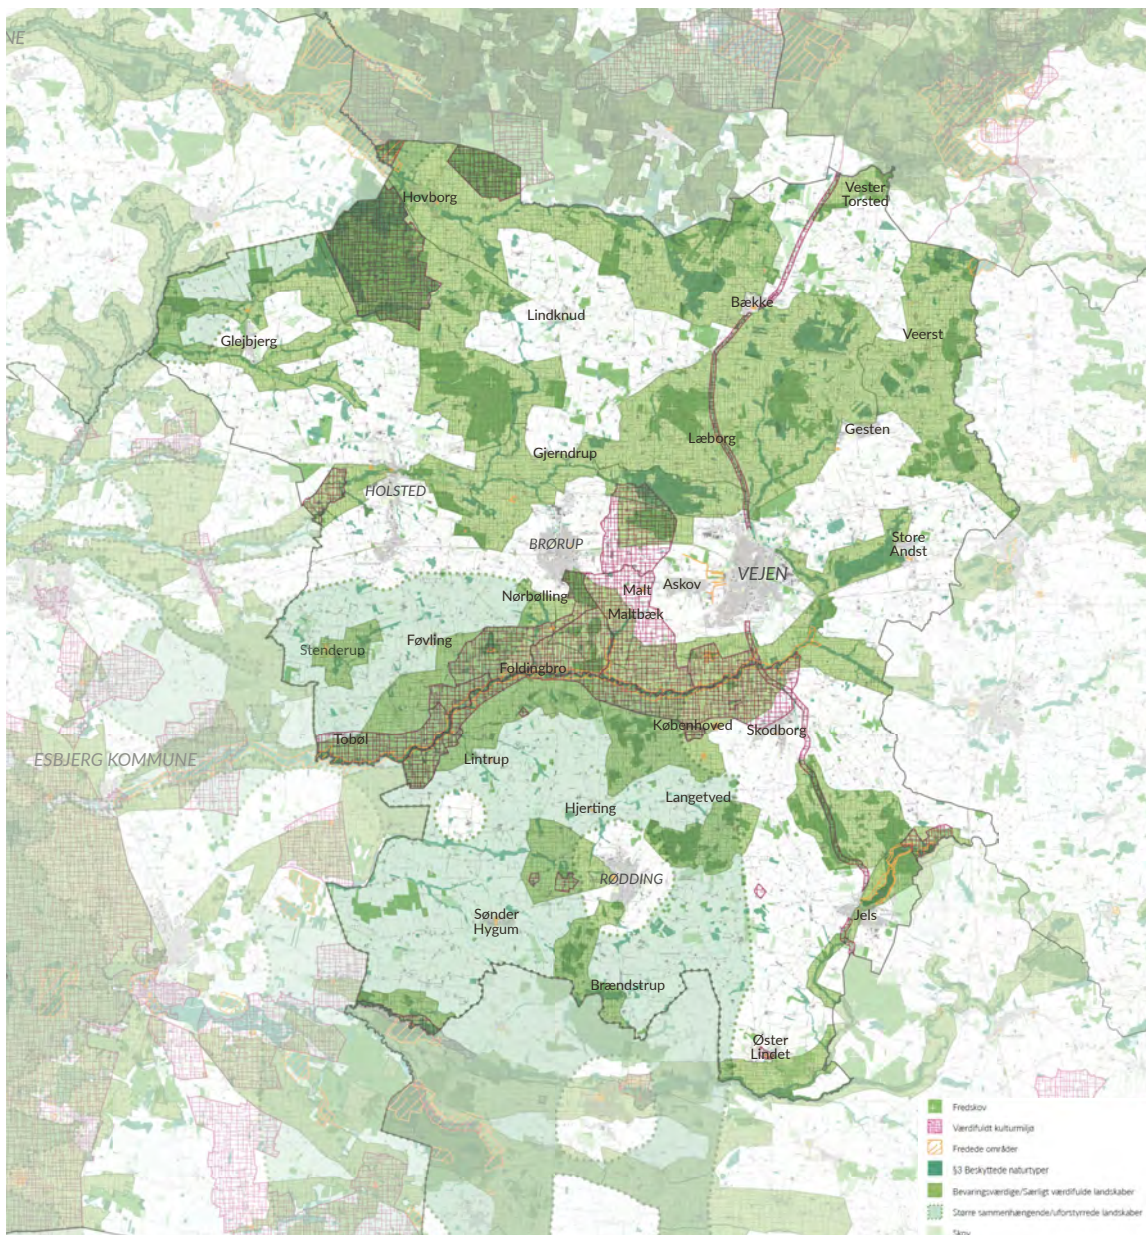 NE
Hovborg
Vester
Torsted
Bække
Lindknud
Glejbjerg
Veerst
Læborg
Gesten
Gjerndrup
HOLSTED
BRØRUP
Store
Andst
VEJEN
Askov
Malt
Nørbølling
Maltbæk
Føvling
Stenderup
Foldingbro
Københoved
Skodborg
Tobøl
ESBJERG KOMMUNE
Lintrup
Langetved
Hjerting
RØDDING
Sønder
Hygum
Jels
Brændstrup
Øster
Lindet
Fredskov
Værdifuldt kulturmiljø
Fredede områder
§3 Beskyttede naturtyper
Bevaringsværdige/Særligt værdifulde landskaber
Større sammenhængende/uforstyrrede landskaber
Skov